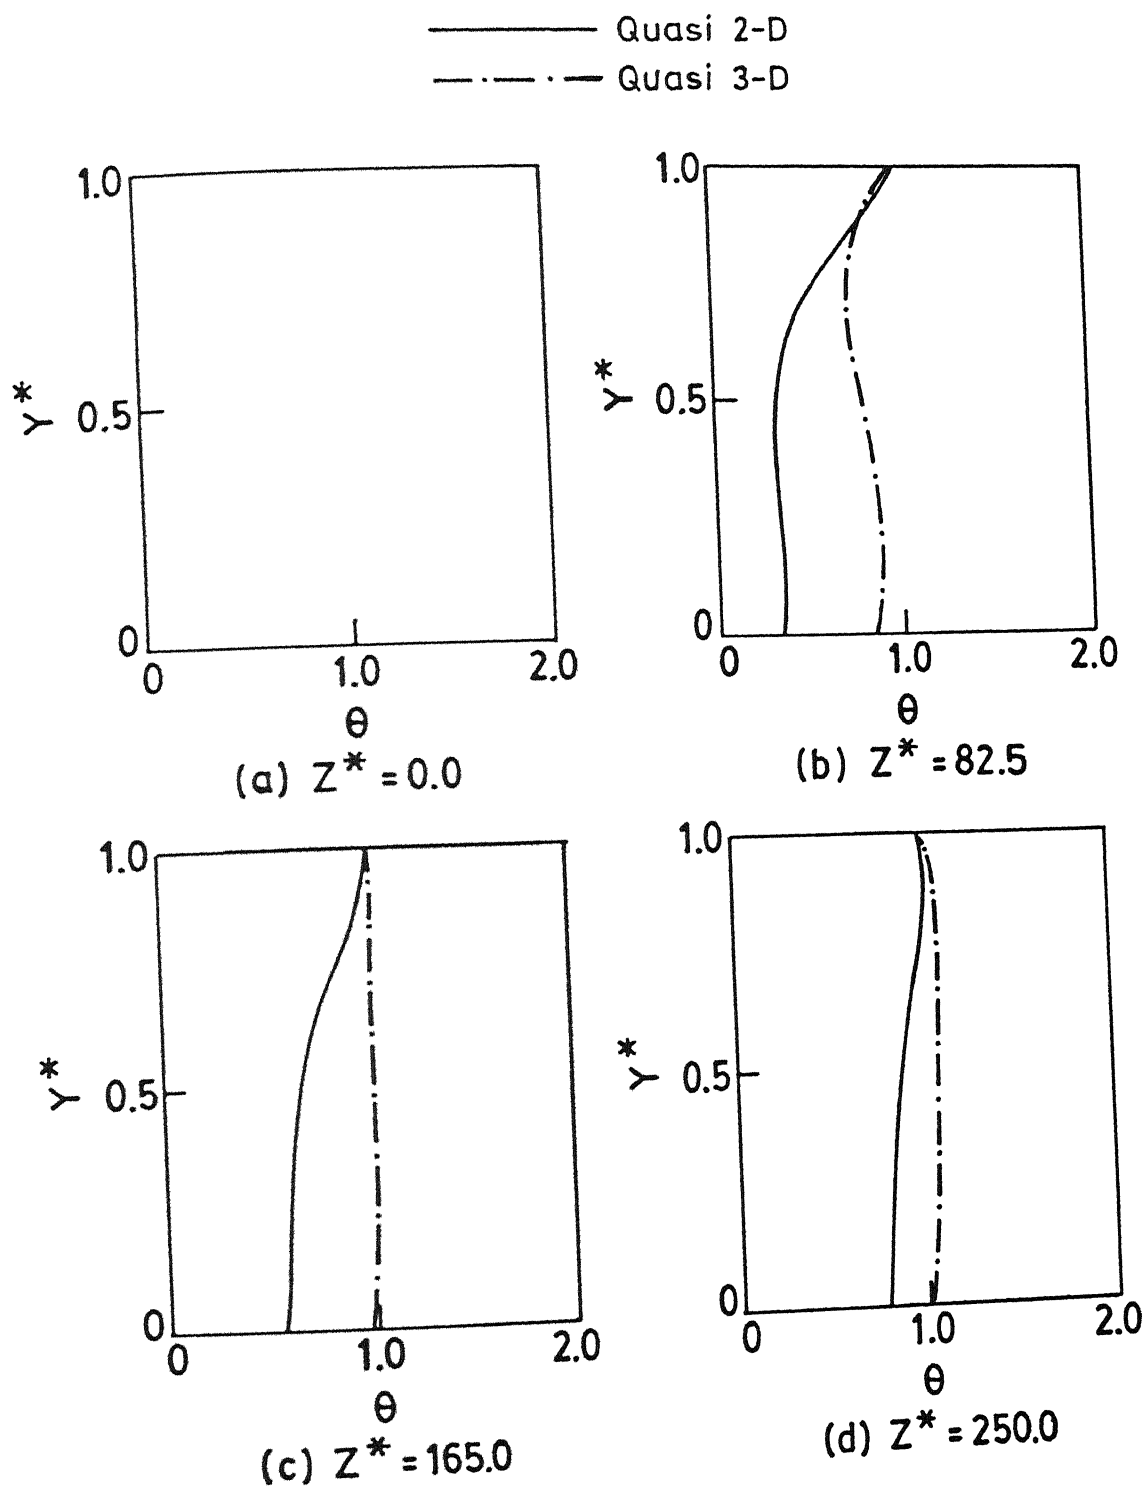 Quasi 2-D
Quasi 3-D
1.0
Y* 0.5
0
0 1.0 2.0
θ
(a) Z* = 0.0
1.0
Y* 0.5
0
0 1.0 2.0
θ
(b) Z* = 82.5
1.0
Y* 0.5
0
0 1.0 2.0
θ
(c) Z* = 165.0
1.0
Y* 0.5
0
0 1.0 2.0
θ
(d) Z* = 250.0